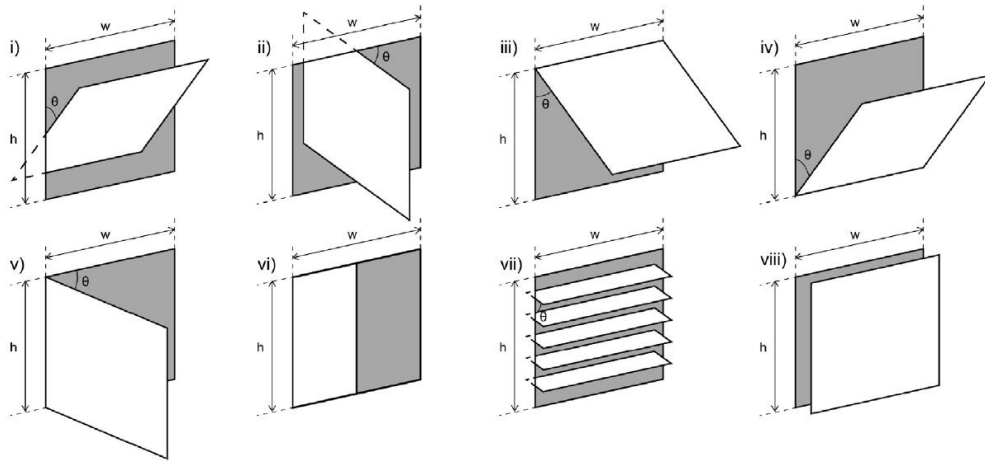 i) w θ h
ii) w θ h
iii) w θ h
iv) w θ h
v) w θ h
vi) w h
vii) w θ h
viii) w h